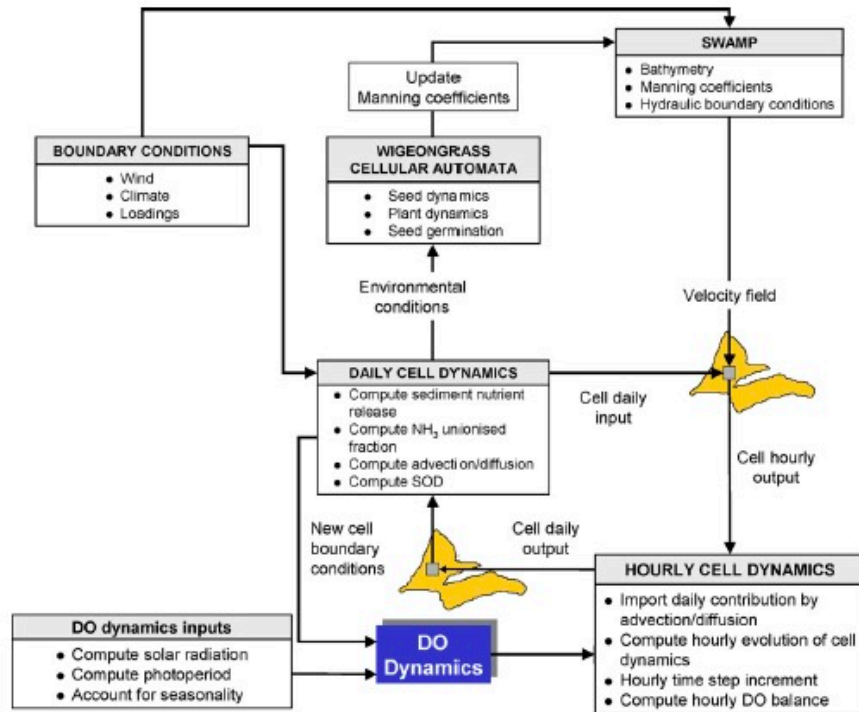 SWAMP
● Bathymetry
● Manning coefficients
● Hydraulic boundary conditions
Update
Manning coefficients
BOUNDARY CONDITIONS
● Wind
● Climate
● Loadings
WIGEONGRASS
CELLULAR AUTOMATA
● Seed dynamics
● Plant dynamics
● Seed germination
Environmental
conditions
Velocity field
DAILY CELL DYNAMICS
● Compute sediment nutrient
release
● Compute NH₃ unionised
fraction
● Compute advection/diffusion
● Compute SOD
Cell daily
input
Cell hourly
output
New cell
boundary
conditions
Cell daily
output
HOURLY CELL DYNAMICS
● Import daily contribution by
advection/diffusion
● Compute hourly evolution of cell
dynamics
● Hourly time step increment
● Compute hourly DO balance
DO dynamics inputs
● Compute solar radiation
● Compute photoperiod
● Account for seasonality
DO
Dynamics